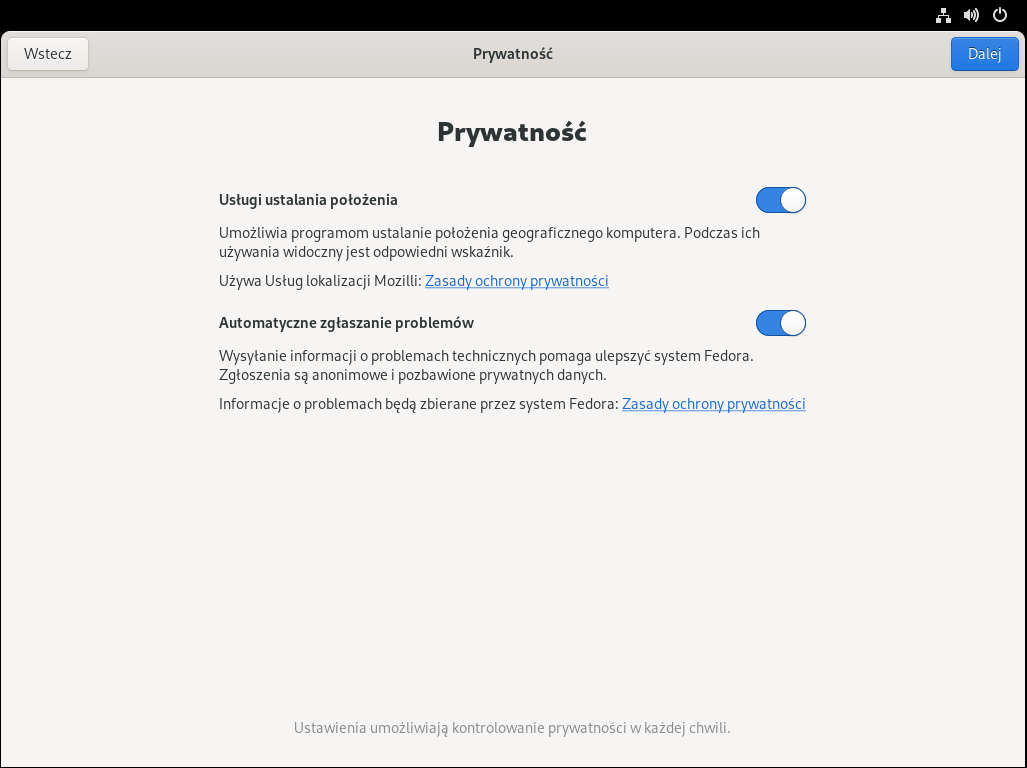 Wstecz
Prywatność
Dalej
Prywatność
Usługi ustalania położenia
Umożliwia programom ustalanie położenia geograficznego komputera. Podczas ich
używania widoczny jest odpowiedni wskaźnik.
Używa Usług lokalizacji Mozilli: Zasady ochrony prywatności
Automatyczne zgłaszanie problemów
Wysyłanie informacji o problemach technicznych pomaga ulepszyć system Fedora.
Zgłoszenia są anonimowe i pozbawione prywatnych danych.
Informacje o problemach będą zbierane przez system Fedora: Zasady ochrony prywatności
Ustawienia umożliwiają kontrolowanie prywatności w każdej chwili.